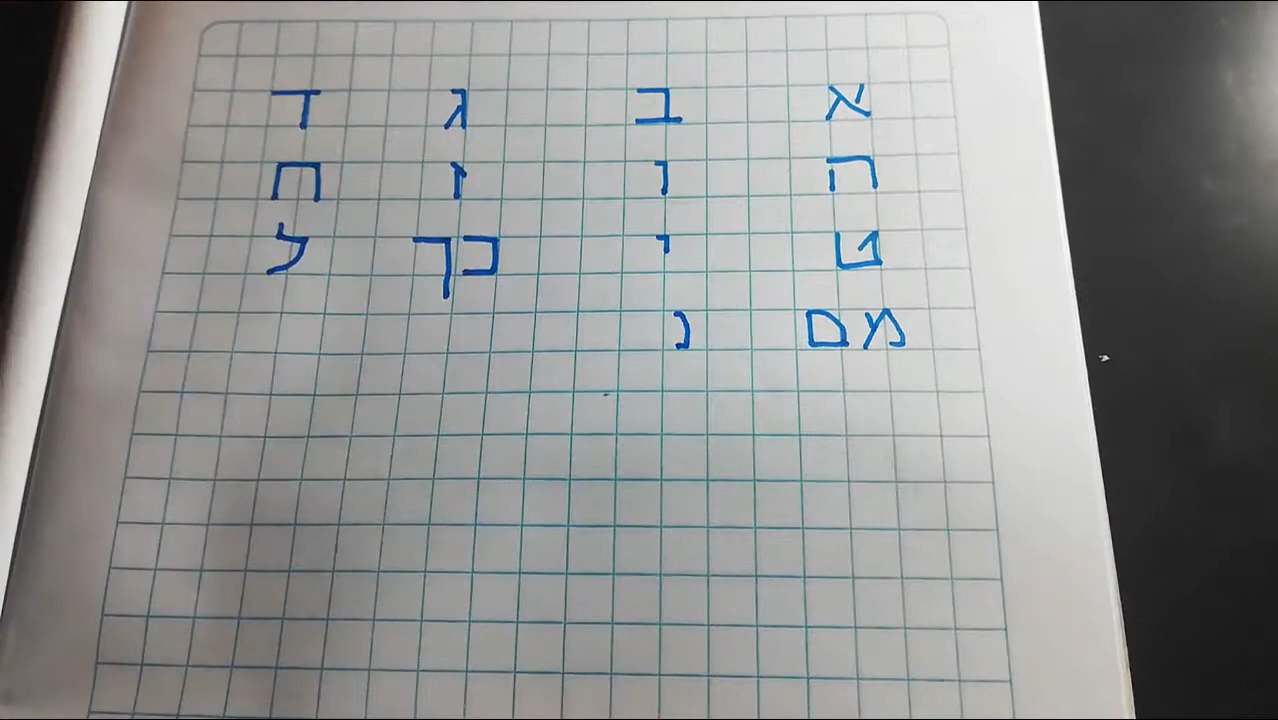 א ב ג ד
ה ו ז ח
ט י כך ל
מם נ